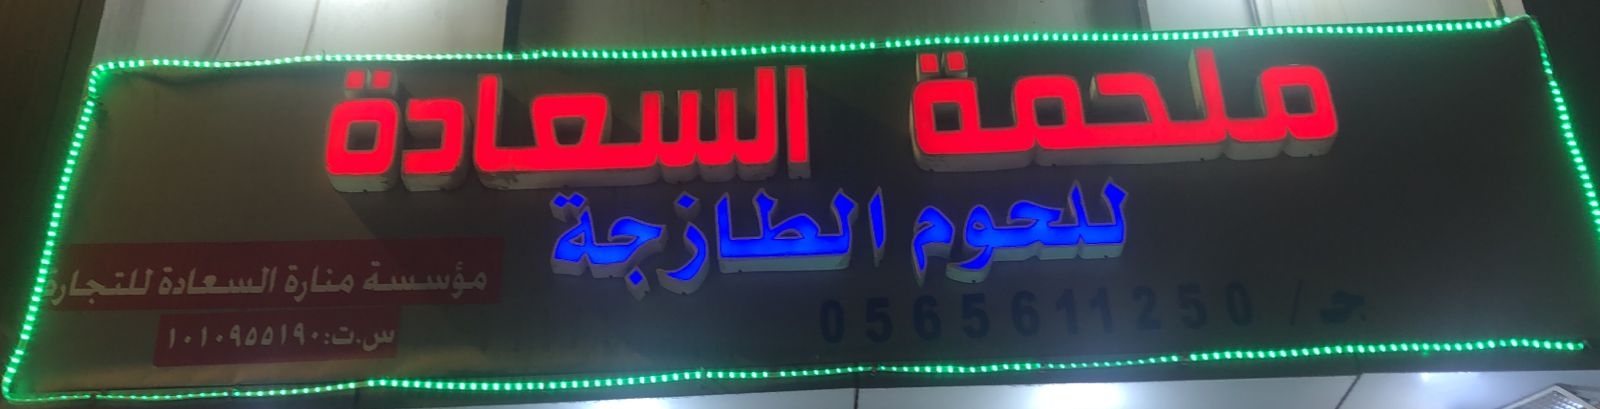 ملحمة السعادة
للحوم الطازجة
ج / 0565611250
مؤسسة منارة السعادة للتجارة
س.ت: ١٠١٠٩٥٥١٩٠